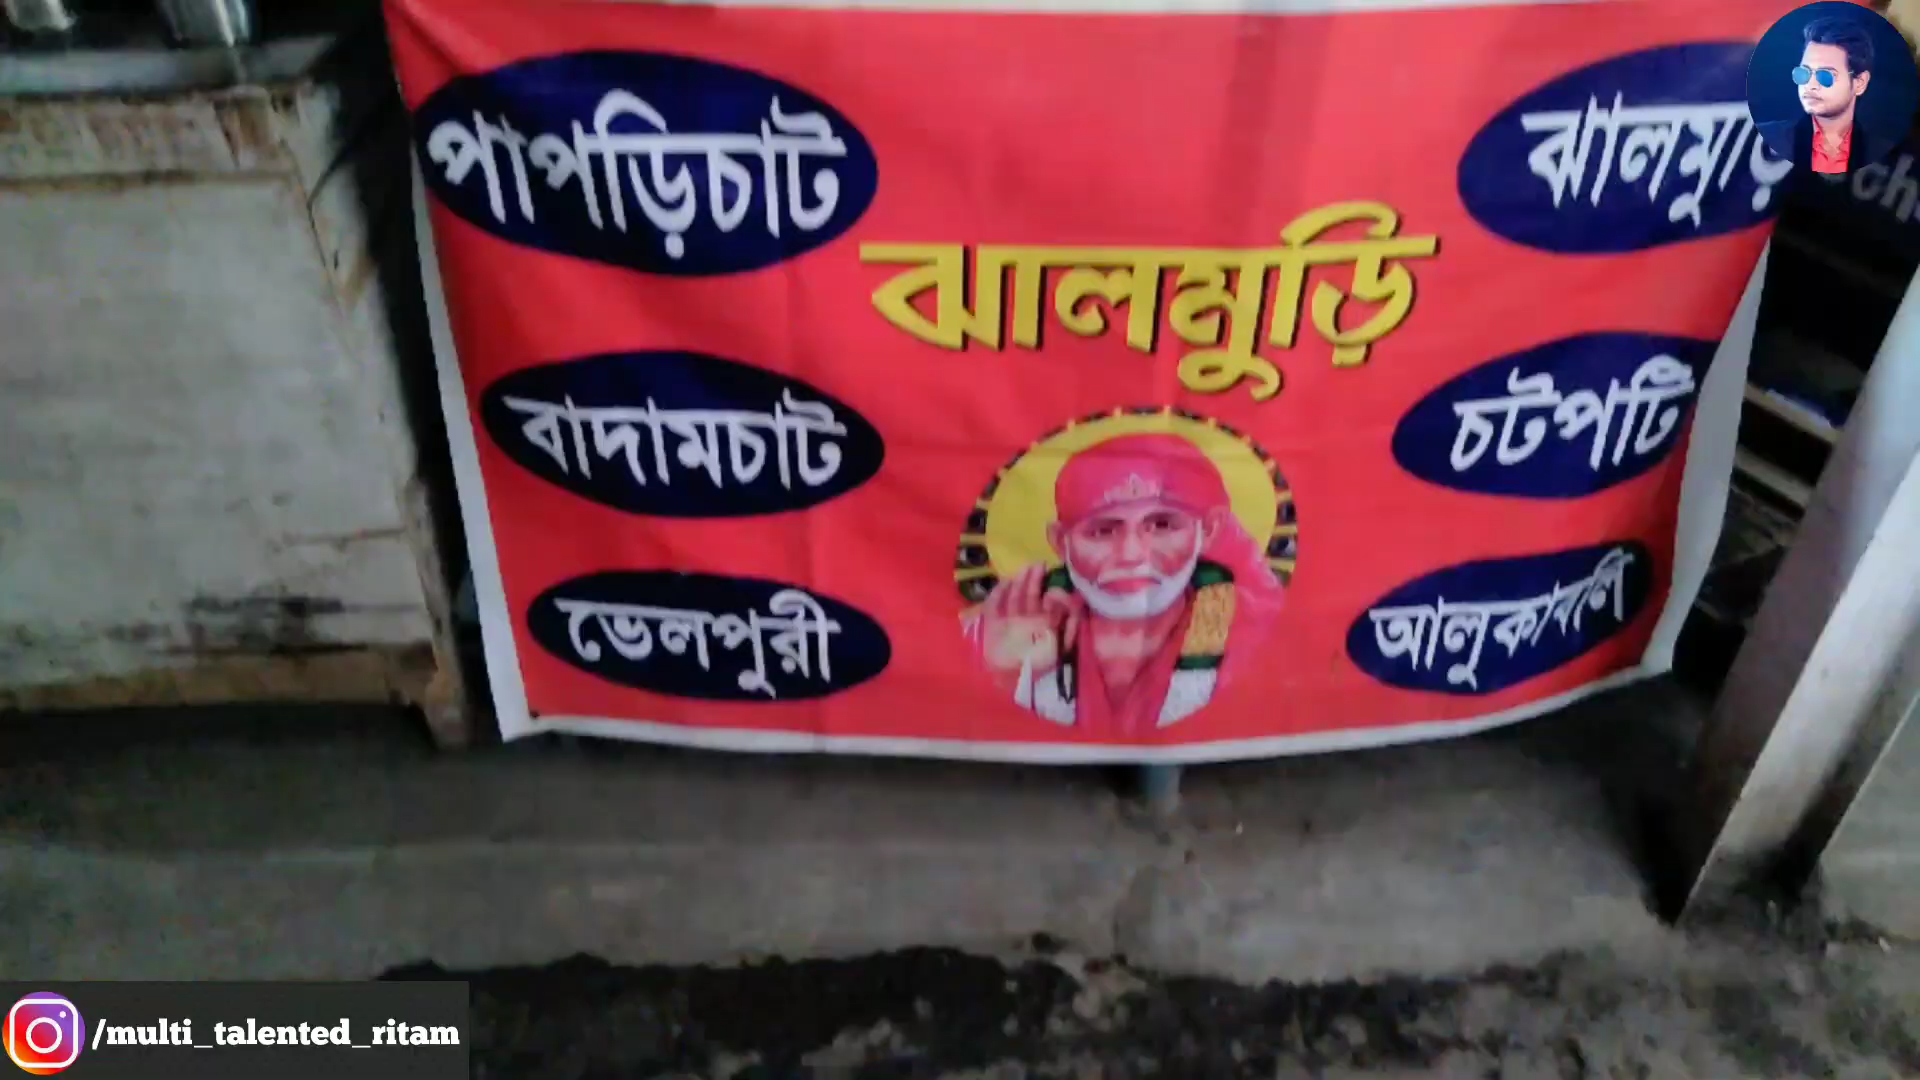 পাপড়িচাট
ঝালমুড়ি
ঝালমুড়ি
বাদামচাট
চটপটি
ভেলপুরী
আলুকাবলি
/multi_talented_ritam